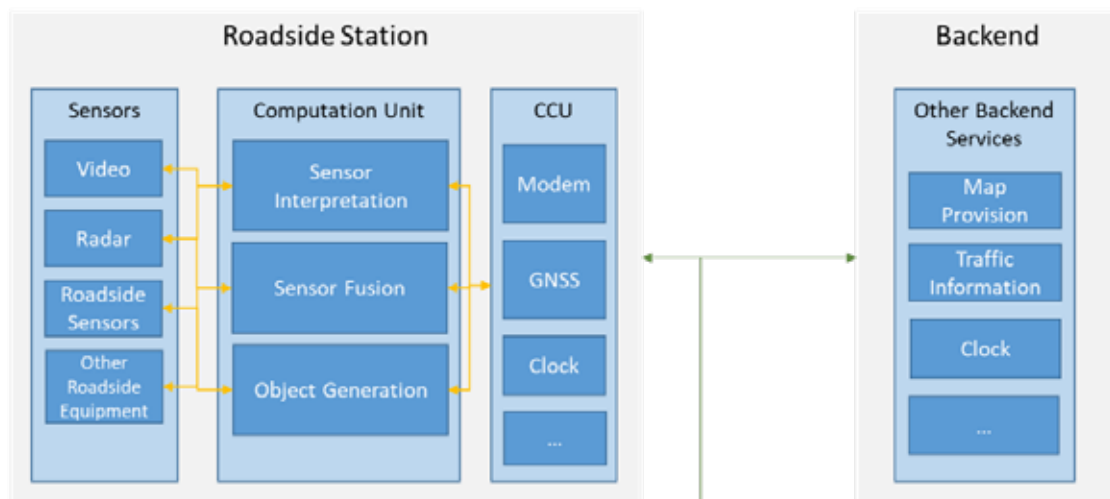 Roadside Station
Backend
Sensors
Video
Radar
Roadside
Sensors
Other
Roadside
Equipment
Computation Unit
Sensor
Interpretation
Sensor Fusion
Object Generation
CCU
Modem
GNSS
Clock
...
Other Backend
Services
Map
Provision
Traffic
Information
Clock
...